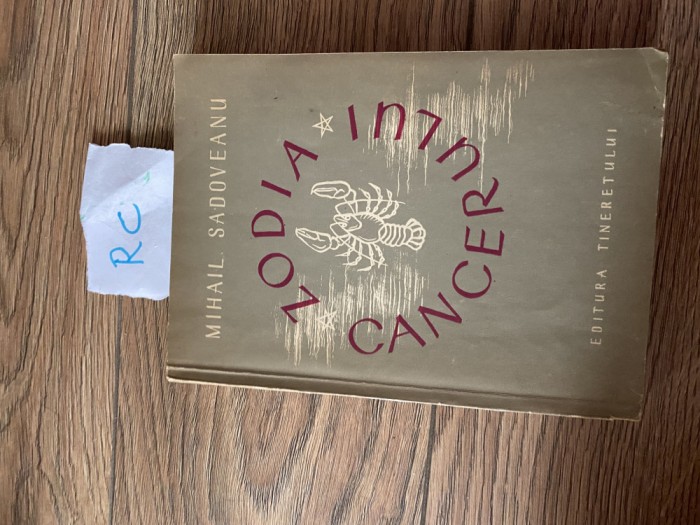 MIHAIL SADOVEANU
ZODIA
CANCERULUI
EDITURA TINERETULUI
RC